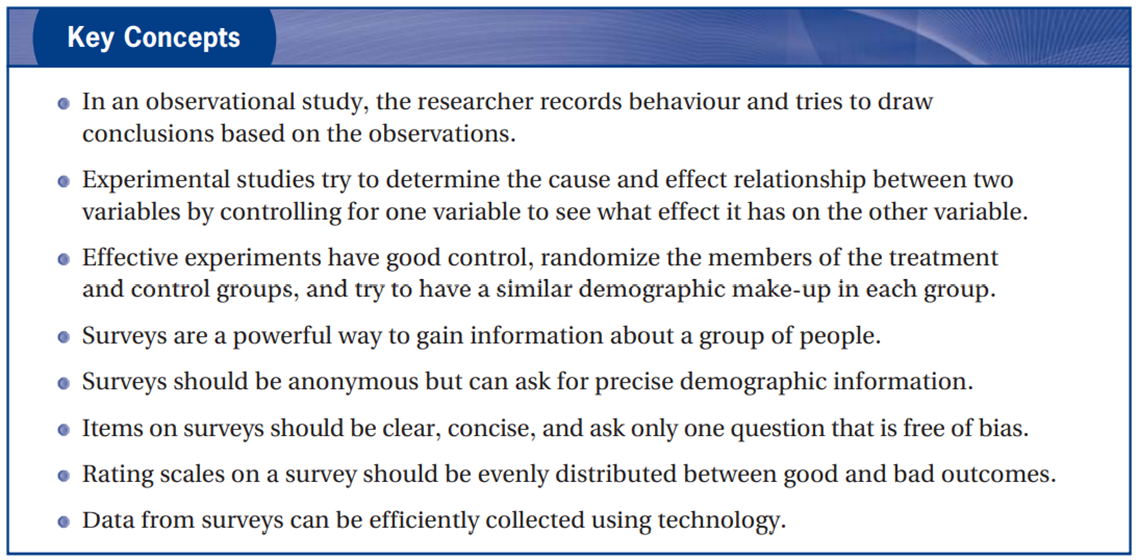 Key Concepts
In an observational study, the researcher records behaviour and tries to draw
conclusions based on the observations.
Experimental studies try to determine the cause and effect relationship between two
variables by controlling for one variable to see what effect it has on the other variable.
Effective experiments have good control, randomize the members of the treatment
and control groups, and try to have a similar demographic make-up in each group.
Surveys are a powerful way to gain information about a group of people.
Surveys should be anonymous but can ask for precise demographic information.
Items on surveys should be clear, concise, and ask only one question that is free of bias.
Rating scales on a survey should be evenly distributed between good and bad outcomes.
Data from surveys can be efficiently collected using technology.